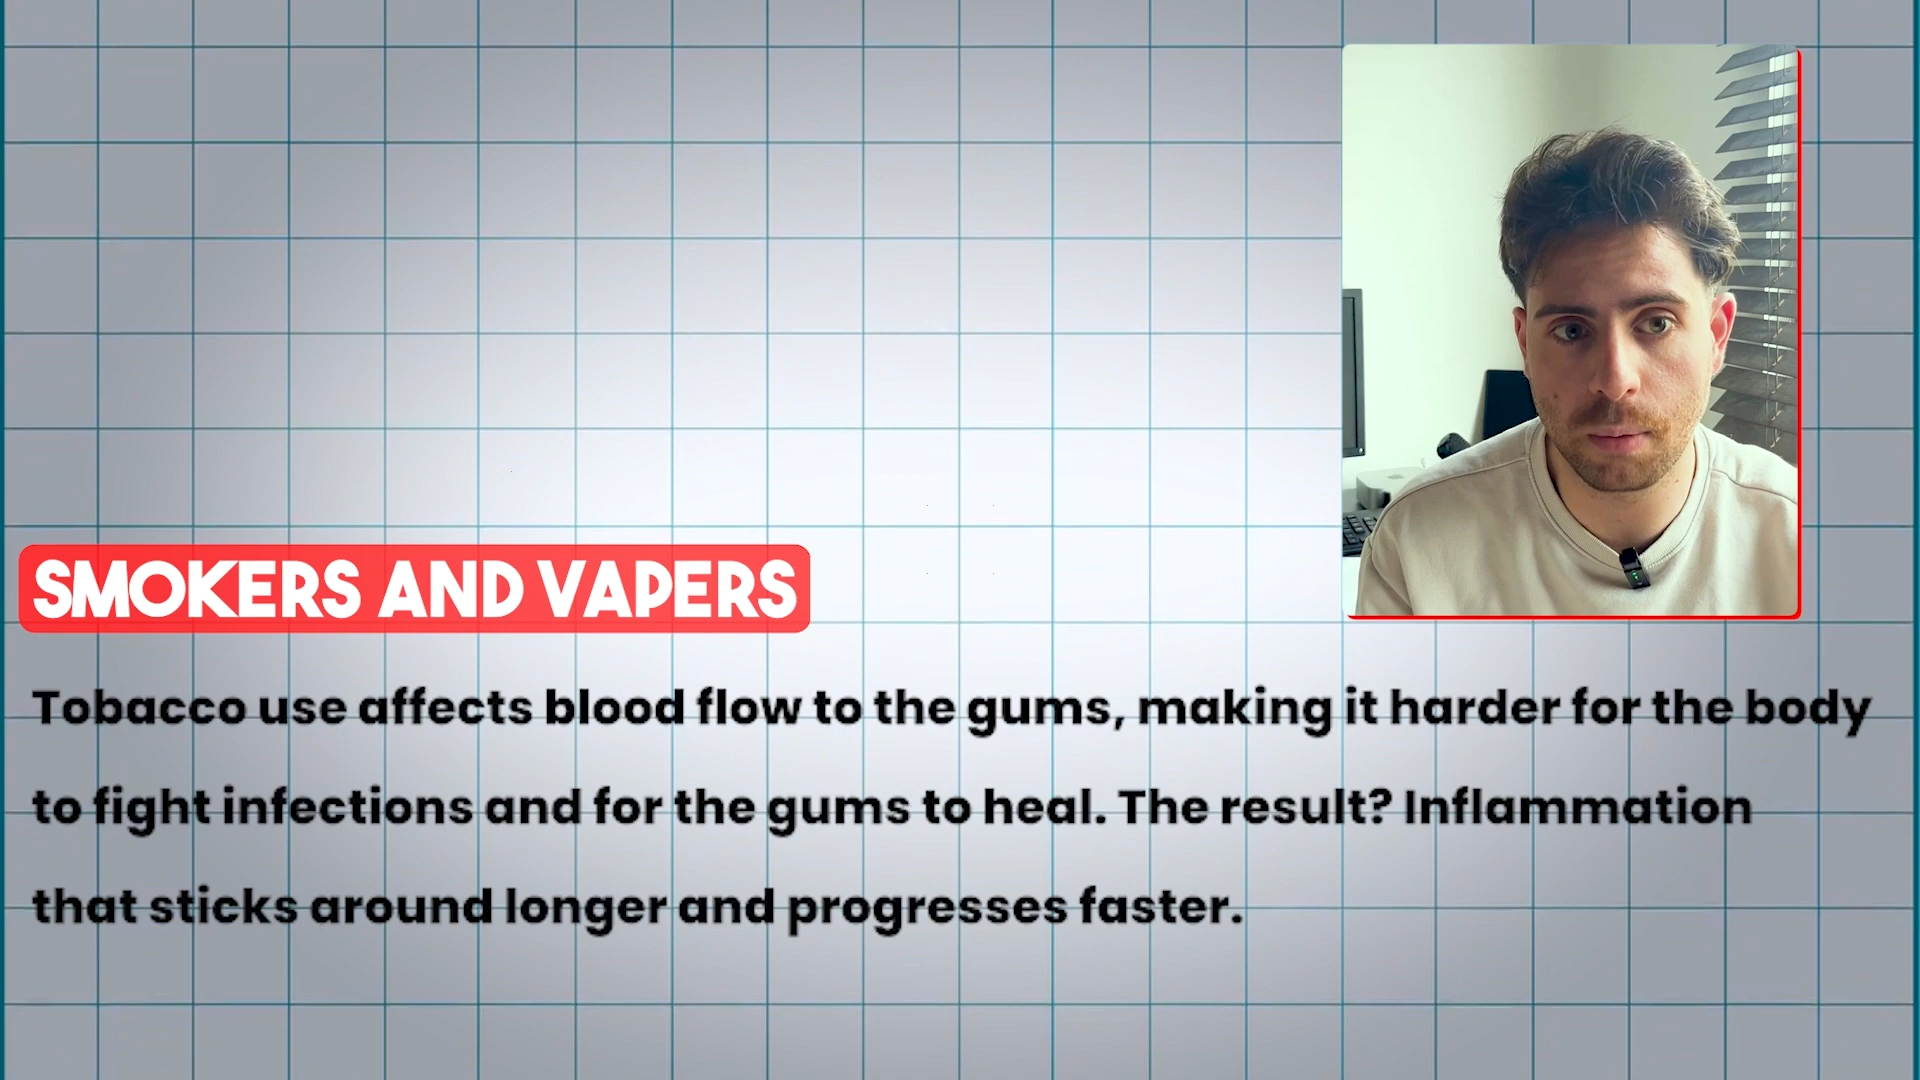 SMOKERS AND VAPERS
Tobacco use affects blood flow to the gums, making it harder for the body
to fight infections and for the gums to heal. The result? Inflammation
that sticks around longer and progresses faster.